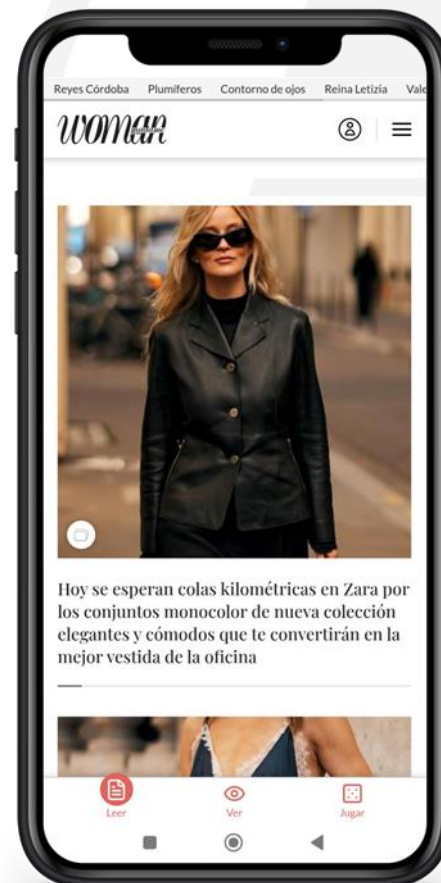 Reyes Córdoba Plumíferos Contorno de ojos Reina Letizia Vale
WOMAN
Hoy se esperan colas kilométricas en Zara por
los conjuntos monocolor de nueva colección
elegantes y cómodos que te convertirán en la
mejor vestida de la oficina
Leer Ver Jugar